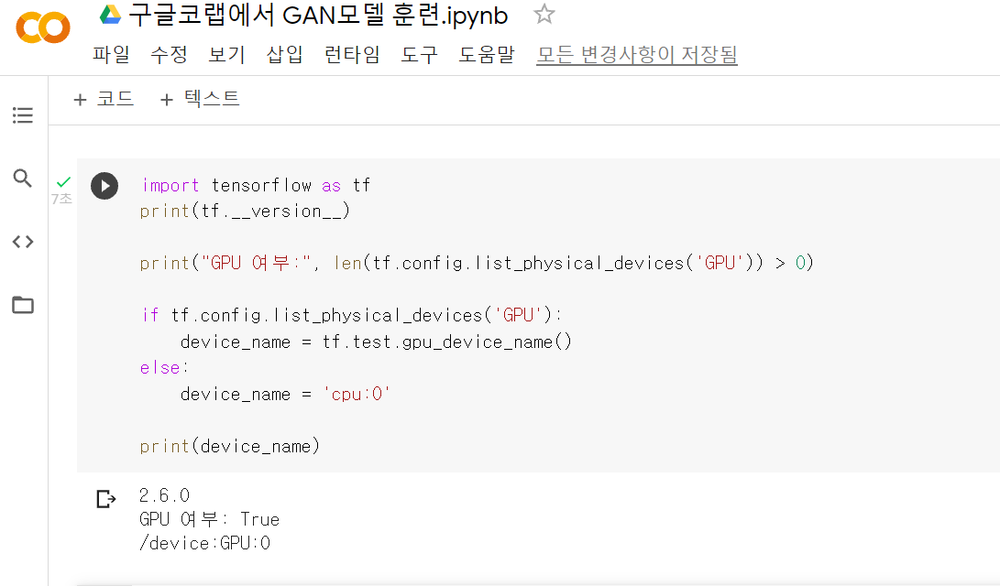 구글코랩에서 GAN모델 훈련.ipynb
파일 수정 보기 삽입 런타임 도구 도움말 모든 변경사항이 저장됨
+ 코드 + 텍스트
7초
import tensorflow as tf
print(tf.__version__)
print("GPU 여부:", len(tf.config.list_physical_devices('GPU')) > 0)
if tf.config.list_physical_devices('GPU'):
    device_name = tf.test.gpu_device_name()
else:
    device_name = 'cpu:0'
print(device_name)
2.6.0
GPU 여부: True
/device:GPU:0